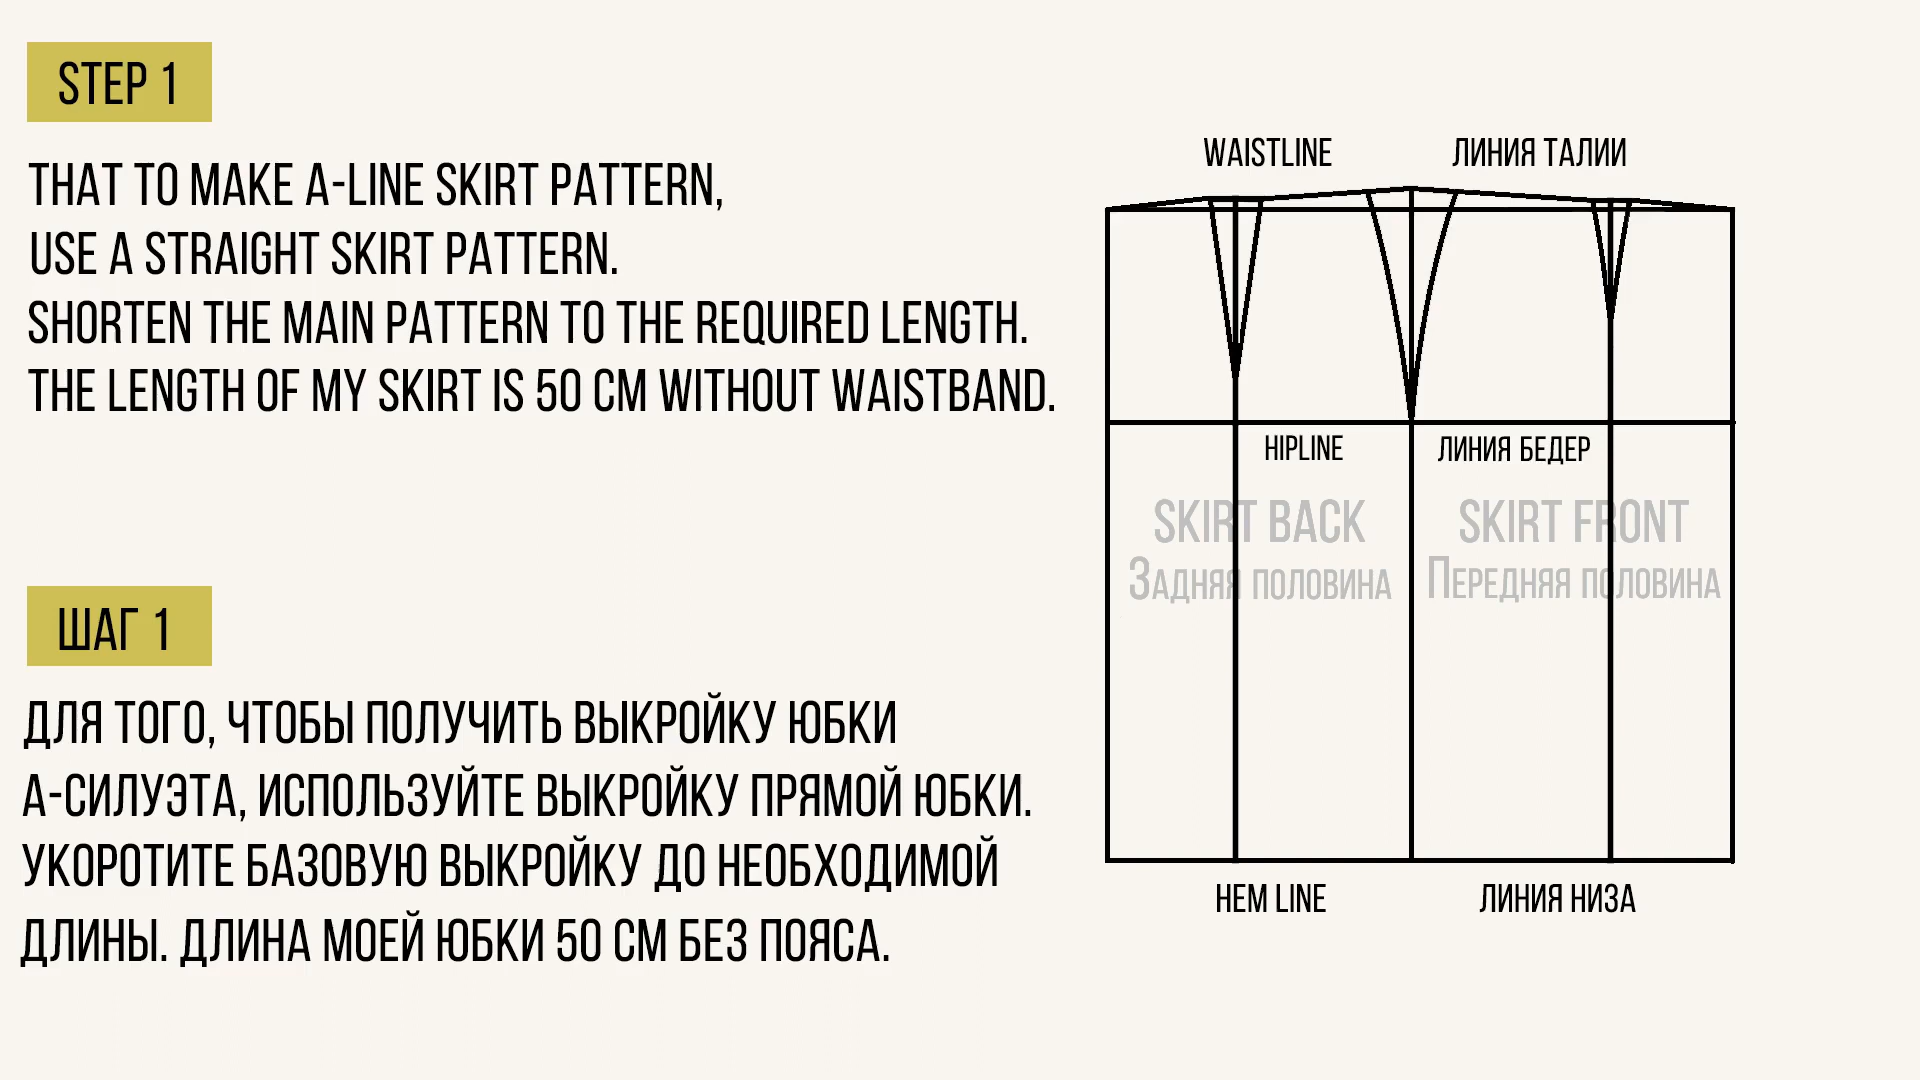 STEP 1
THAT TO MAKE A-LINE SKIRT PATTERN,
USE A STRAIGHT SKIRT PATTERN.
SHORTEN THE MAIN PATTERN TO THE REQUIRED LENGTH.
THE LENGTH OF MY SKIRT IS 50 CM WITHOUT WAISTBAND.
ШАГ 1
ДЛЯ ТОГО, ЧТОБЫ ПОЛУЧИТЬ ВЫКРОЙКУ ЮБКИ
А-СИЛУЭТА, ИСПОЛЬЗУЙТЕ ВЫКРОЙКУ ПРЯМОЙ ЮБКИ.
УКОРОТИТЕ БАЗОВУЮ ВЫКРОЙКУ ДО НЕОБХОДИМОЙ
ДЛИНЫ. ДЛИНА МОЕЙ ЮБКИ 50 СМ БЕЗ ПОЯСА.
WAISTLINE ЛИНИЯ ТАЛИИ
HIPLINE ЛИНИЯ БЕДЕР
SKIRT BACK SKIRT FRONT
ЗАДНЯЯ ПОЛОВИНА ПЕРЕДНЯЯ ПОЛОВИНА
HEM LINE ЛИНИЯ НИЗА